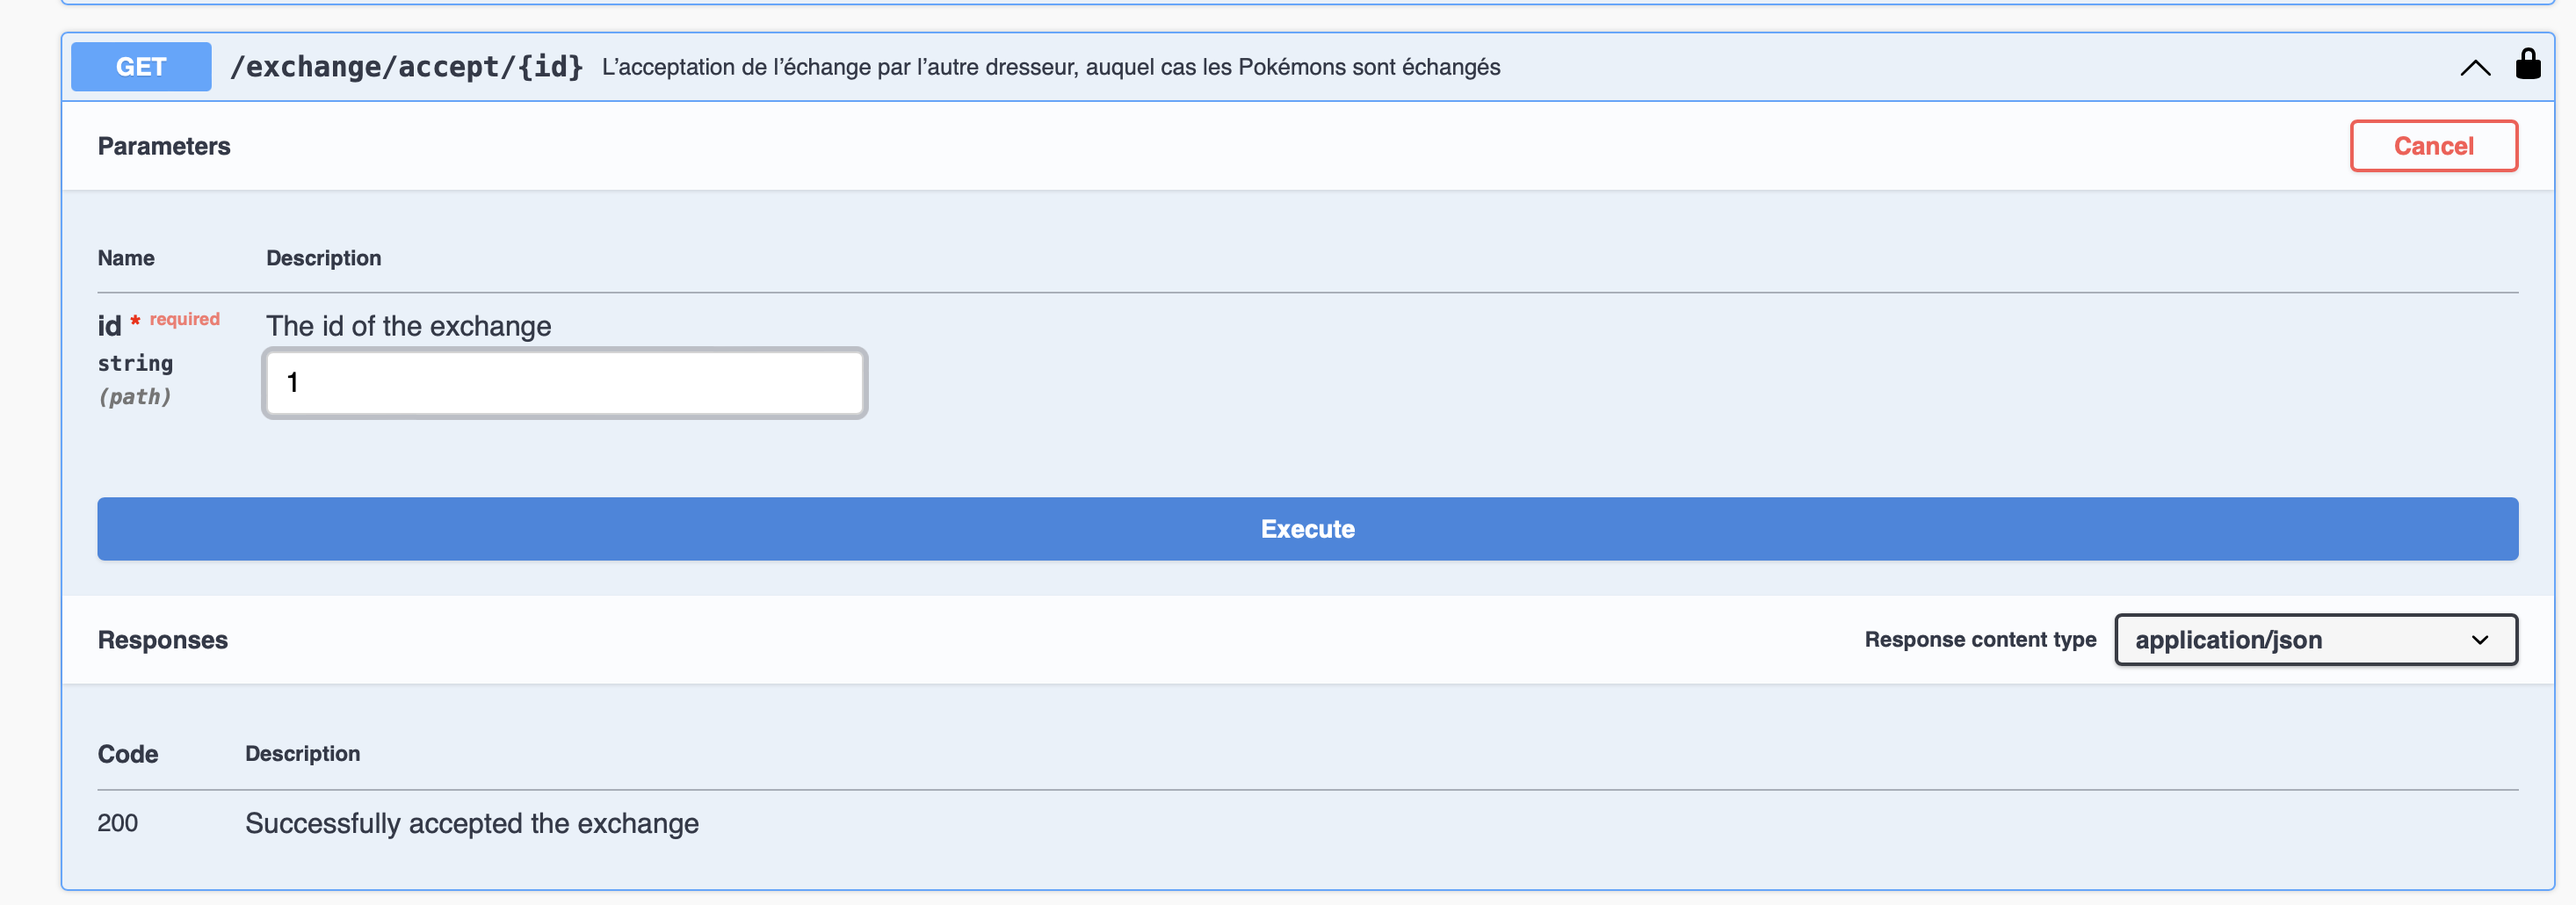 GET /exchange/accept/{id} L’acceptation de l’échange par l’autre dresseur, auquel cas les Pokémons sont échangés
Parameters Cancel
Name Description
id * required The id of the exchange
string
(path)
1
Execute
Responses Response content type application/json
Code Description
200 Successfully accepted the exchange